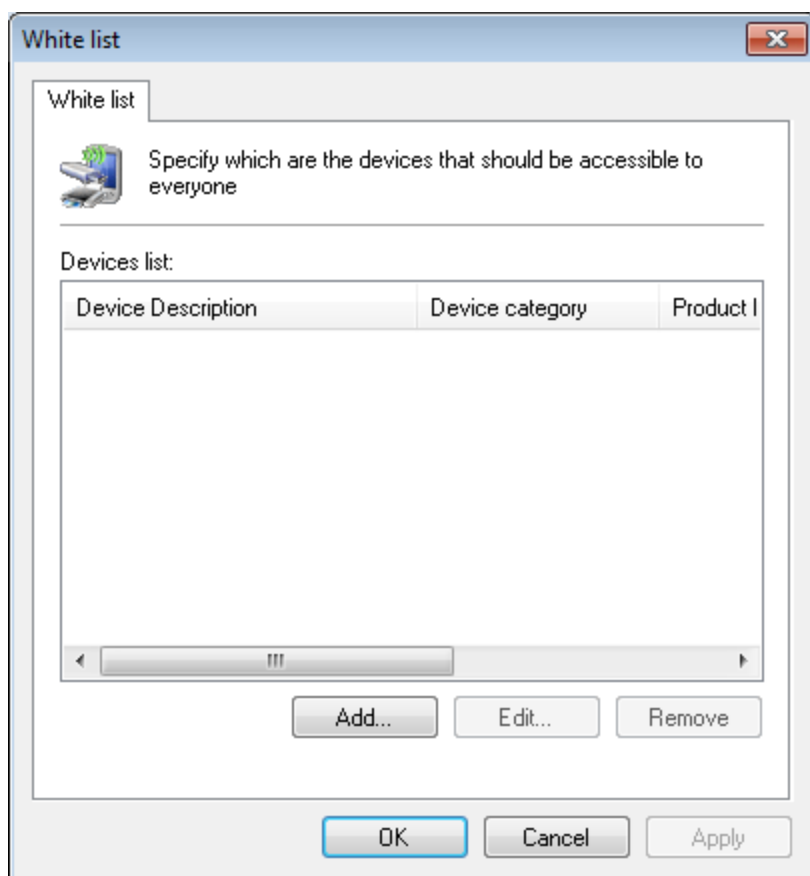 White list
White list
Specify which are the devices that should be accessible to
everyone
Devices list:
Device Description Device category Product I
Add... Edit... Remove
OK Cancel Apply